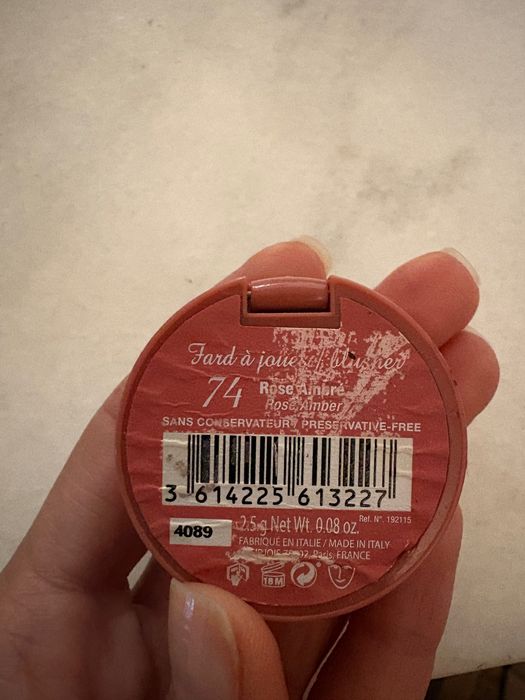 Fard à joues / blusher
74 Rose Ambré
Rose Amber
SANS CONSERVATEUR / PRESERVATIVE-FREE
3 614225 613227
Ref. N°. 192115
4089
2.5 g Net Wt. 0.08 oz.
FABRIQUE EN ITALIE / MADE IN ITALY
Paris, FRANCE
18M